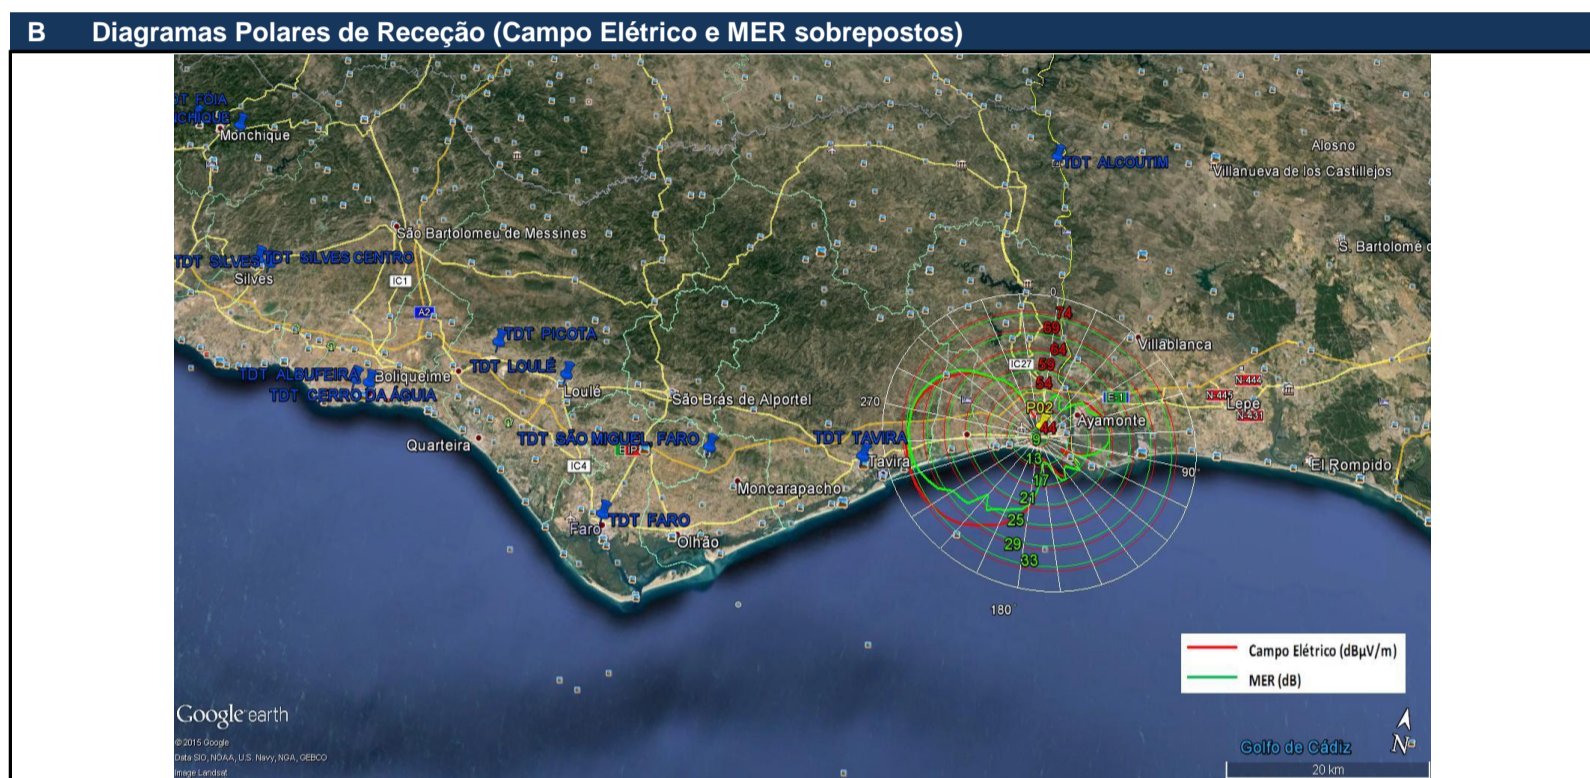 B Diagramas Polares de Receção (Campo Elétrico e MER sobrepostos)
DT FÓIA
NCHIQUE
Monchique
TDT ALCOUTIM
Alosno
Villanueva de los Castillejos
São Bartolomeu de Messines
S. Bartolomé
TDT SILVES
TDT SILVES CENTRO
Silves
IC1
A2
0
74
69
64
59
54
44
IC27
Villablanca
TDT PICOTA
TDT LOULÉ
Loulé
TDT ALBUFEIRA
Boliqueime
TDT CERRO DA ÁGUIA
São Brás de Alportel
270
P02
E-1
Ayamonte
N-444
N-445
Lepe
N-431
Quarteira
TDT SÃO MIGUEL, FARO
TDT TAVIRA
Tavira
IC4
IP
El Rompido
90
Moncarapacho
9
13
17
21
25
29
33
Faro
TDT FARO
Olhão
180°
Campo Elétrico (dBµV/m)
MER (dB)
Google earth
© 2015 Google
Data SIO, NOAA, U.S. Navy, NGA, GEBCO
Image Landsat
Golfo de Cádiz
N
20 km